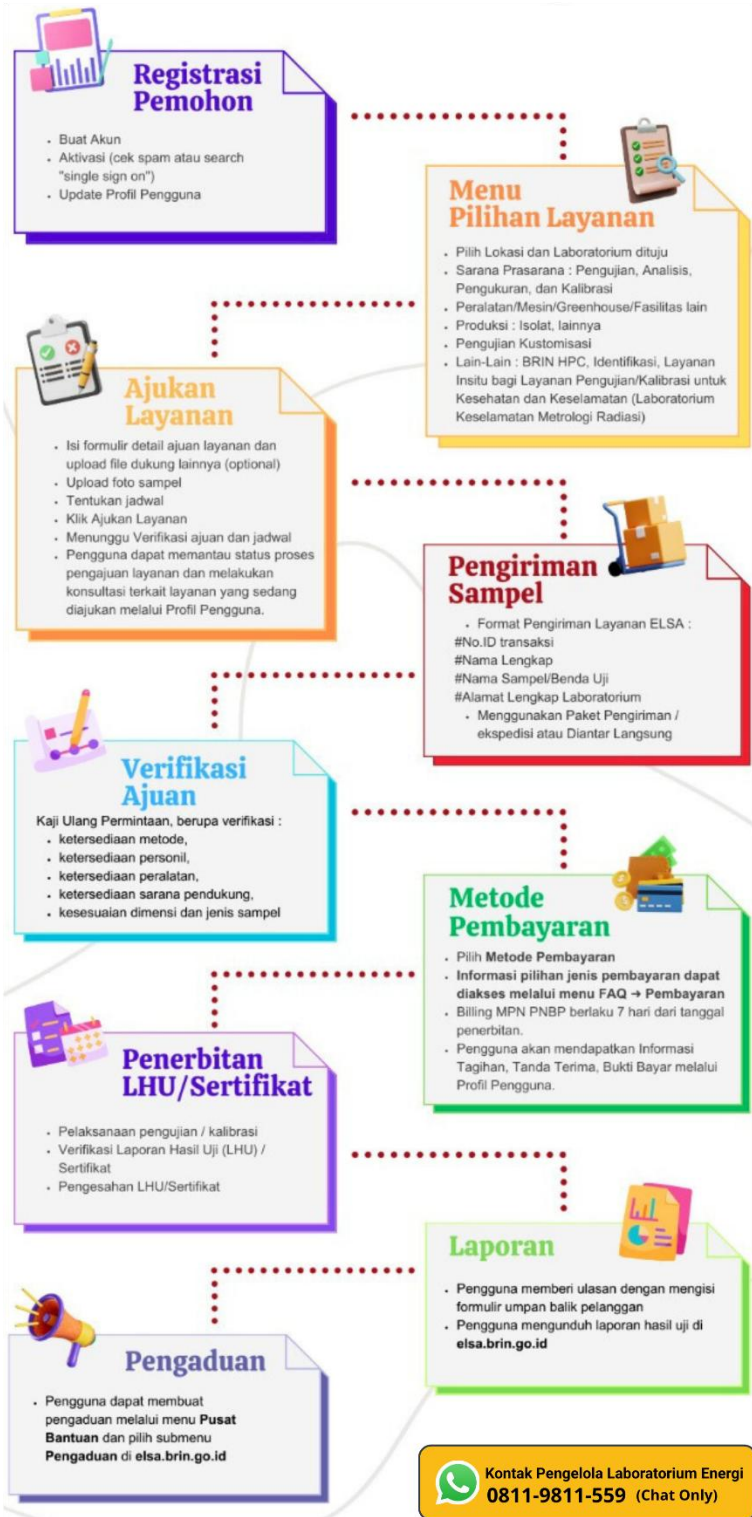 Registrasi
Pemohon
• Buat Akun
• Aktivasi (cek spam atau search
"single sign on")
• Update Profil Pengguna
Menu
Pilihan Layanan
• Pilih Lokasi dan Laboratorium dituju
• Sarana Prasarana : Pengujian, Analisis,
Pengukuran, dan Kalibrasi
• Peralatan/Mesin/Greenhouse/Fasilitas lain
• Produksi : Isolat, lainnya
• Pengujian Kustomisasi
• Lain-Lain : BRIN HPC, Identifikasi, Layanan
Insitu bagi Layanan Pengujian/Kalibrasi untuk
Kesehatan dan Keselamatan (Laboratorium
Keselamatan Metrologi Radiasi)
Ajukan
Layanan
• Isi formulir detail ajuan layanan dan
upload file dukung lainnya (optional)
• Upload foto sampel
• Tentukan jadwal
• Klik Ajukan Layanan
• Menunggu Verifikasi ajuan dan jadwal
• Pengguna dapat memantau status proses
pengajuan layanan dan melakukan
konsultasi terkait layanan yang sedang
diajukan melalui Profil Pengguna.
Pengiriman
Sampel
• Format Pengiriman Layanan ELSA :
#No.ID transaksi
#Nama Lengkap
#Nama Sampel/Benda Uji
#Alamat Lengkap Laboratorium
• Menggunakan Paket Pengiriman /
ekspedisi atau Diantar Langsung
Verifikasi
Ajuan
Kaji Ulang Permintaan, berupa verifikasi :
• ketersediaan metode,
• ketersediaan personil,
• ketersediaan peralatan,
• ketersediaan sarana pendukung,
• kesesuaian dimensi dan jenis sampel
Metode
Pembayaran
• Pilih Metode Pembayaran
• Informasi pilihan jenis pembayaran dapat
diakses melalui menu FAQ → Pembayaran
• Billing MPN PNBP berlaku 7 hari dari tanggal
penerbitan.
• Pengguna akan mendapatkan Informasi
Tagihan, Tanda Terima, Bukti Bayar melalui
Profil Pengguna.
Penerbitan
LHU/Sertifikat
• Pelaksanaan pengujian / kalibrasi
• Verifikasi Laporan Hasil Uji (LHU) /
Sertifikat
• Pengesahan LHU/Sertifikat
Laporan
• Pengguna memberi ulasan dengan mengisi
formulir umpan balik pelanggan
• Pengguna mengunduh laporan hasil uji di
elsa.brin.go.id
Pengaduan
• Pengguna dapat membuat
pengaduan melalui menu Pusat
Bantuan dan pilih submenu
Pengaduan di elsa.brin.go.id
Kontak Pengelola Laboratorium Energi
0811-9811-559 (Chat Only)